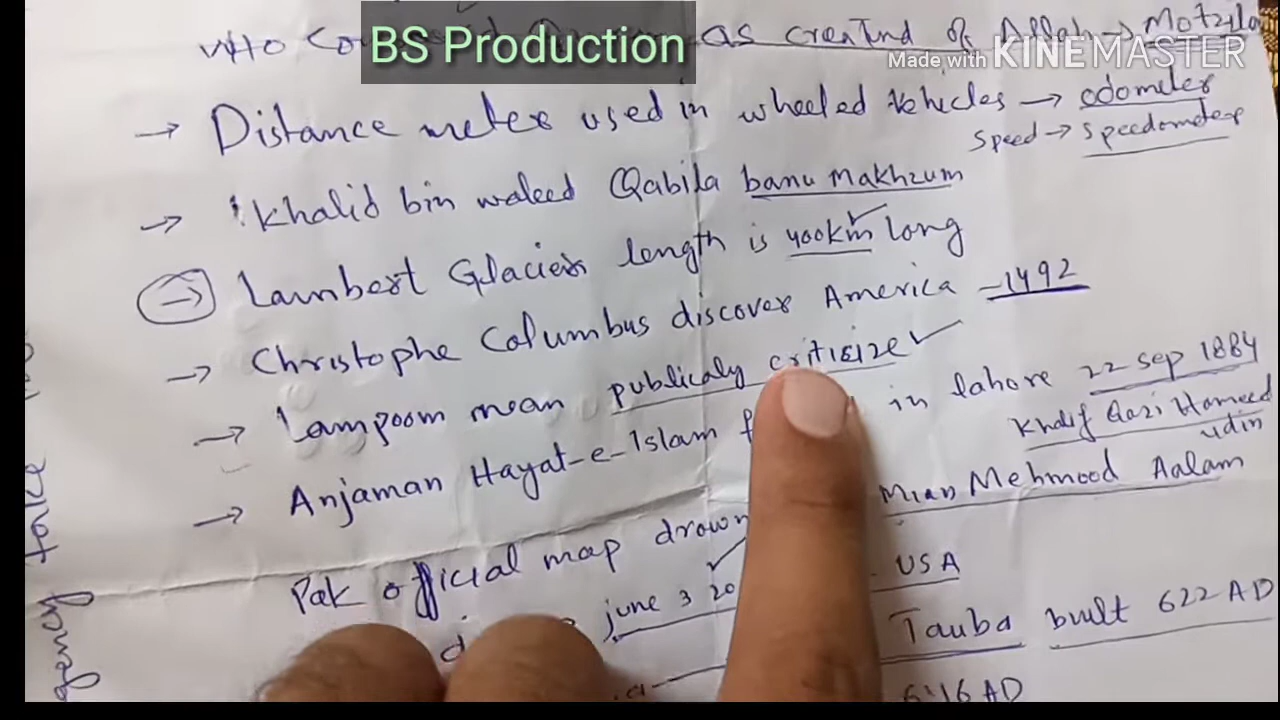 BS Production
Made with KINEMASTER
who as created of Allah → Motzila
→ Distance meter used in wheeled vehicles → odometer
Speed → Speedometer
→ Khalid bin waleed Qabila banu Makhzum
→ Lambert Glacier length is 400km long
→ Christophe Columbus discover America - 1492
→ Lampoom mean publicaly criticize
→ Anjaman Hayat-e-Islam in lahore 22 sep 1884
Khalif Qazi Hameed
udin
Pak official map drawn Mian Mehmood Aalam
june 3 20 USA
Tauba built 622 AD
616 AD